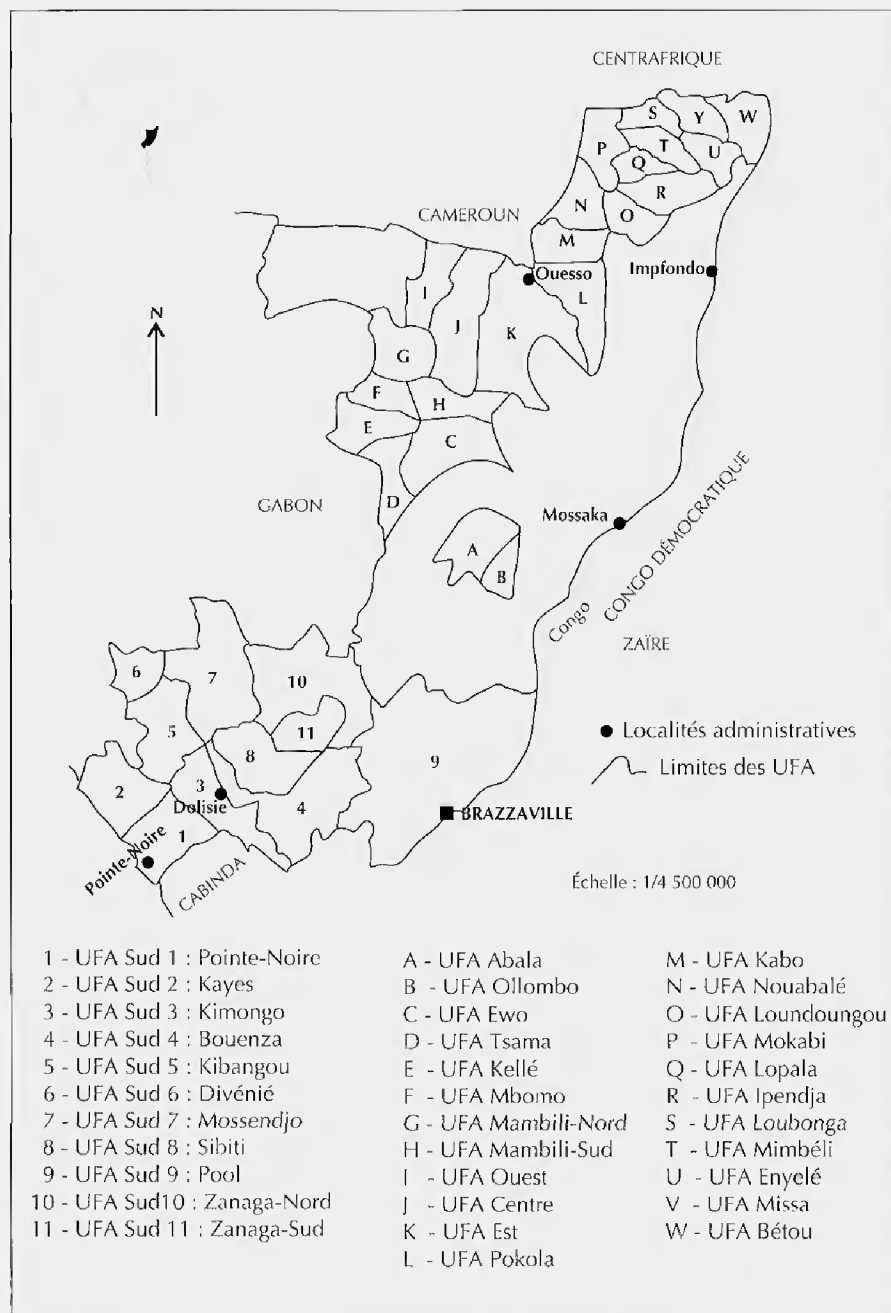 CENTRAFRIQUE
S
Y
W
P
T
U
Q
R
N
O
CAMEROUN
M
Ouesso
Impfondo
L
I
N
J
K
G
F
H
E
C
GABON
D
Mossaka
A
B
CONGO DÉMOCRATIQUE
Congo
ZAÏRE
6
7
10
5
11
8
9
2
3
Dolisie
4
1
Pointe-Noire
CABINDA
BRAZZAVILLE
Localités administratives
Limites des UFA
Échelle : 1/4 500 000
1 - UFA Sud 1 : Pointe-Noire
2 - UFA Sud 2 : Kayes
3 - UFA Sud 3 : Kimongo
4 - UFA Sud 4 : Bouenza
5 - UFA Sud 5 : Kibangou
6 - UFA Sud 6 : Divénié
7 - UFA Sud 7 : Mossendjo
8 - UFA Sud 8 : Sibiti
9 - UFA Sud 9 : Pool
10 - UFA Sud10 : Zanaga-Nord
11 - UFA Sud 11 : Zanaga-Sud
A - UFA Abala
B - UFA Ollombo
C - UFA Ewo
D - UFA Tsama
E - UFA Kellé
F - UFA Mbomo
G - UFA Mambili-Nord
H - UFA Mambili-Sud
I - UFA Ouest
J - UFA Centre
K - UFA Est
L - UFA Pokola
M - UFA Kabo
N - UFA Nouabalé
O - UFA Loundoungou
P - UFA Mokabi
Q - UFA Lopala
R - UFA Ipendja
S - UFA Loubonga
T - UFA Mimbéli
U - UFA Enyelé
V - UFA Missa
W - UFA Bétou